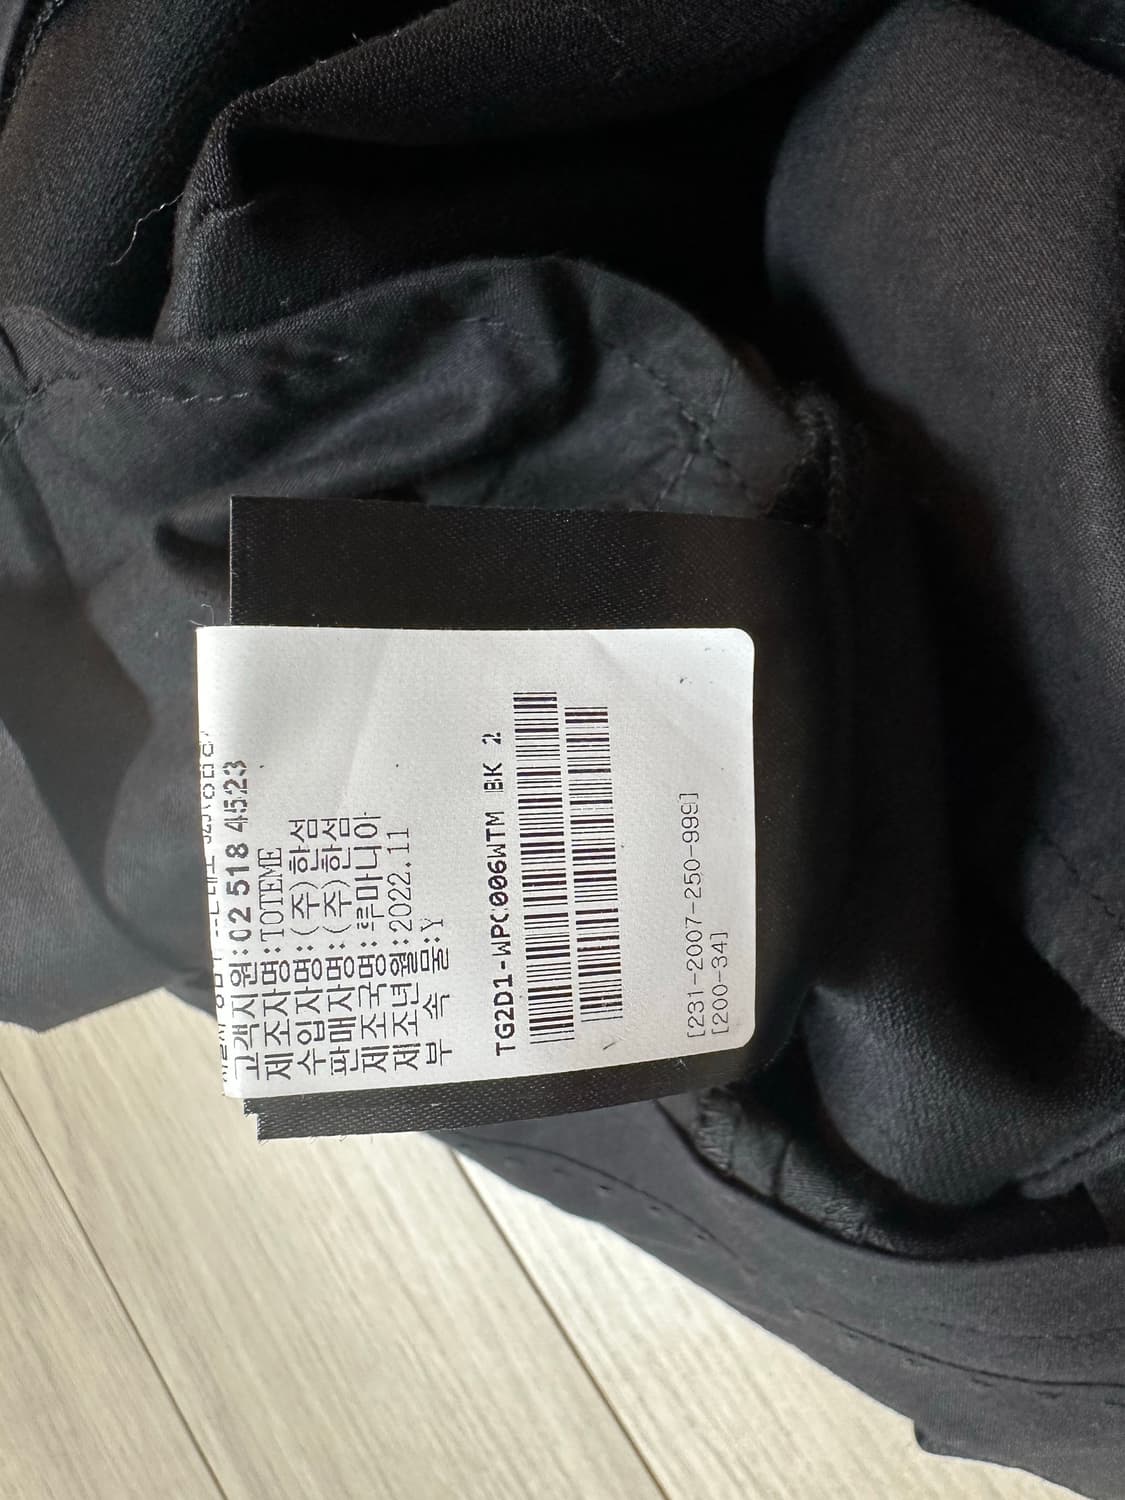 고객지원:02 518 4523
제조자명:TOTEME
수입자명:(주)한섬
판매자명:(주)한섬
제조국명:루마니아
제조년월:2022.11
부 속 물:Y
TG2D1-WPC006WTM BK 2
[231-2007-250-999]
[200-34]